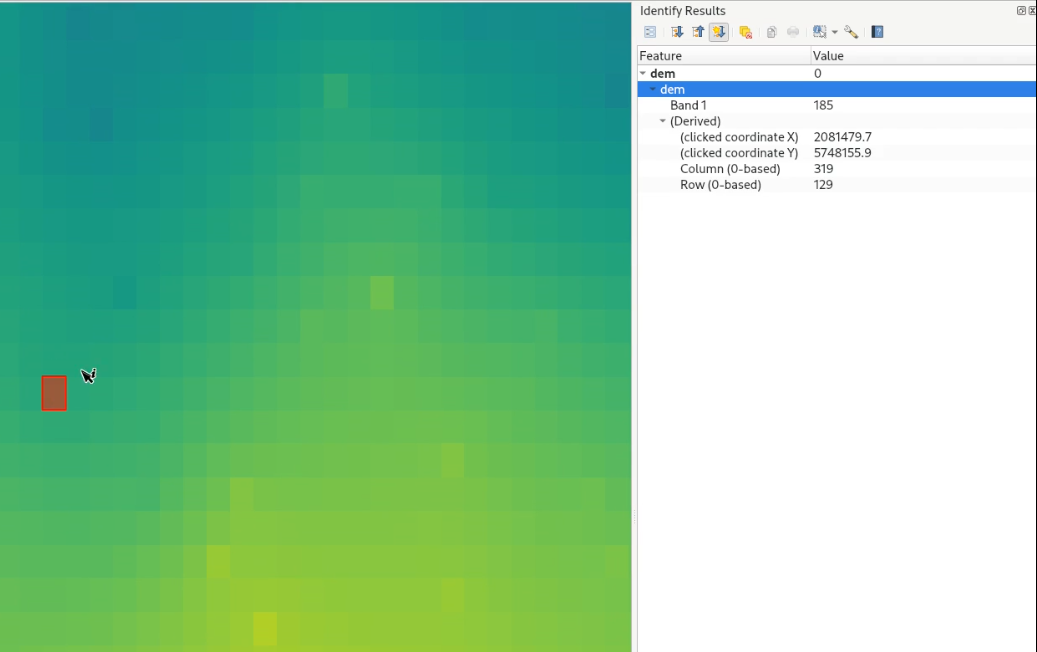 Identify Results
Feature Value
dem 0
dem
Band 1 185
(Derived)
(clicked coordinate X) 2081479.7
(clicked coordinate Y) 5748155.9
Column (0-based) 319
Row (0-based) 129